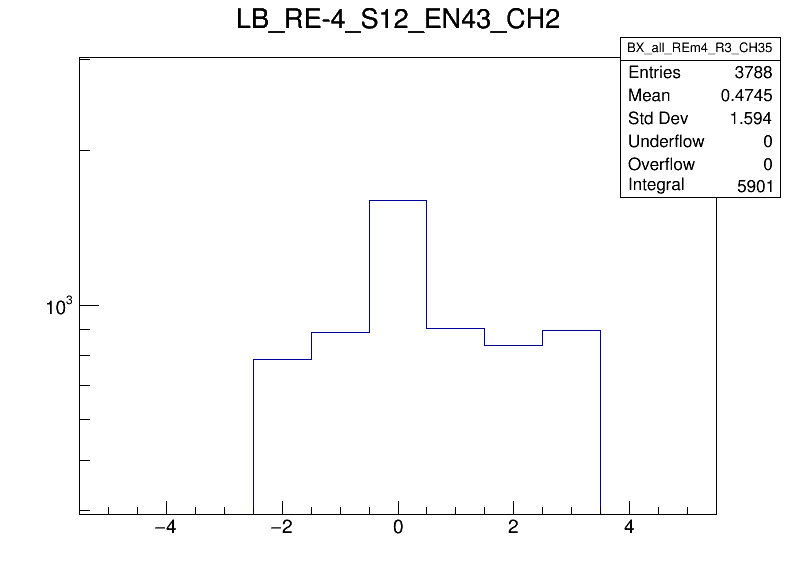 LB_RE-4_S12_EN43_CH2
BX_all_REm4_R3_CH35
Entries 3788
Mean 0.4745
Std Dev 1.594
Underflow 0
Overflow 0
Integral 5901
10³
−4 −2 0 2 4